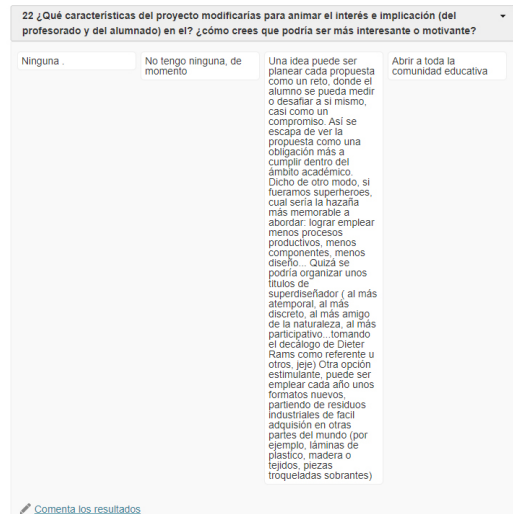 22 ¿Qué características del proyecto modificarías para animar el interés e implicación (del
profesorado y del alumnado) en el? ¿cómo crees que podría ser más interesante o motivante?
Ninguna .
No tengo ninguna, de
momento
Una idea puede ser
planear cada propuesta
como un reto, donde el
alumno se pueda medir
o desafiar a si mismo,
casi como un
compromiso. Así se
escapa de ver la
propuesta como una
obligación más a
cumplir dentro del
ámbito académico.
Dicho de otro modo, si
fueramos superheroes,
cual sería la hazaña
más memorable a
abordar: lograr emplear
menos procesos
productivos, menos
componentes, menos
diseño... Quizá se
podría organizar unos
titulos de
superdiseñador ( al más
atemporal, al más
discreto, al más amigo
de la naturaleza, al más
participativo...tomando
el decálogo de Dieter
Rams como referente u
otros, jeje) Otra opción
estimulante, puede ser
emplear cada año unos
formatos nuevos,
partiendo de residuos
industriales de facil
adquisión en otras
partes del mundo (por
ejemplo, láminas de
plastico, madera o
tejidos, piezas
troqueladas sobrantes)
Abrir a toda la
comunidad educativa
Comenta los resultados